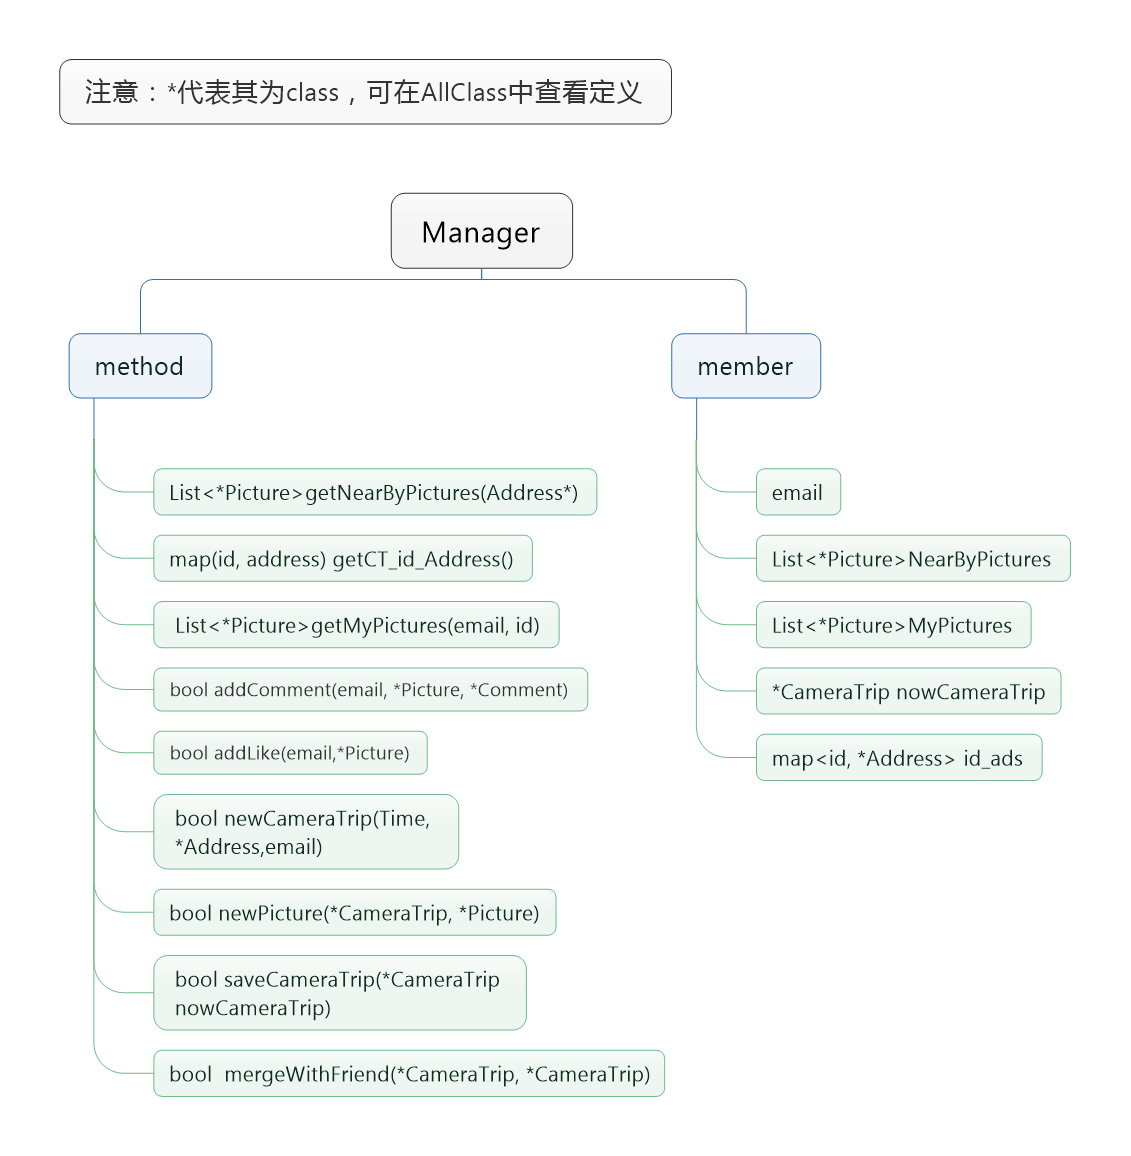 注意：*代表其为class，可在AllClass中查看定义
Manager
method
List<*Picture>getNearByPictures(Address*)
map(id, address) getCT_id_Address()
List<*Picture>getMyPictures(email, id)
bool addComment(email, *Picture, *Comment)
bool addLike(email,*Picture)
bool newCameraTrip(Time,
*Address,email)
bool newPicture(*CameraTrip, *Picture)
bool saveCameraTrip(*CameraTrip
nowCameraTrip)
bool  mergeWithFriend(*CameraTrip, *CameraTrip)
member
email
List<*Picture>NearByPictures
List<*Picture>MyPictures
*CameraTrip nowCameraTrip
map<id, *Address> id_ads